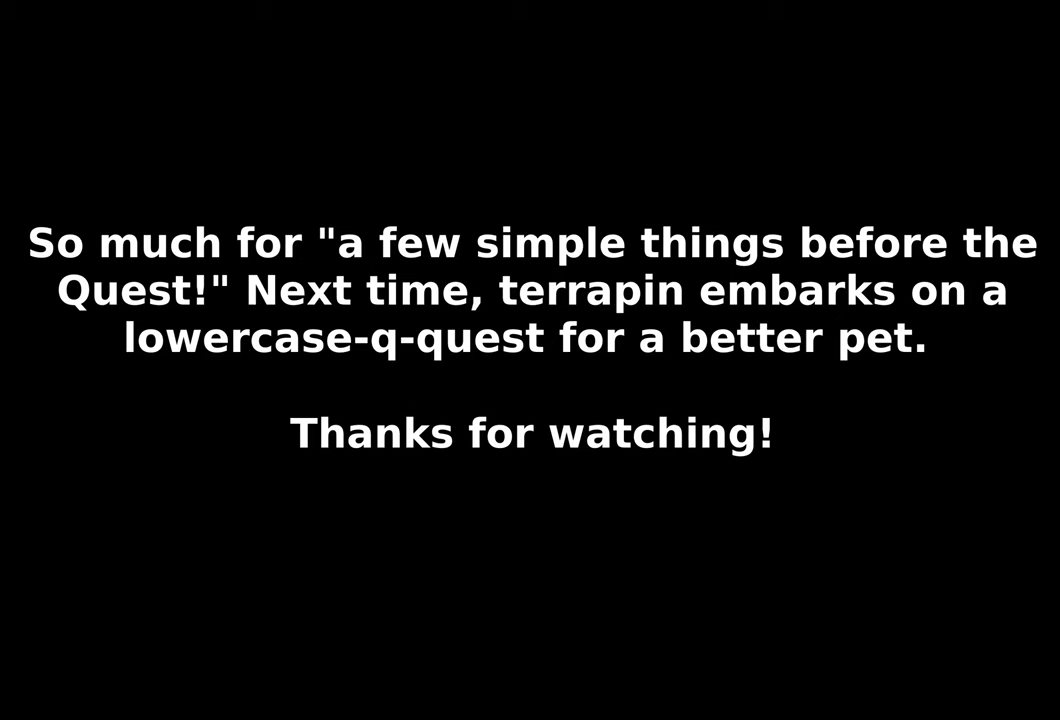 So much for "a few simple things before the
Quest!" Next time, terrapin embarks on a
lowercase-q-quest for a better pet.
Thanks for watching!